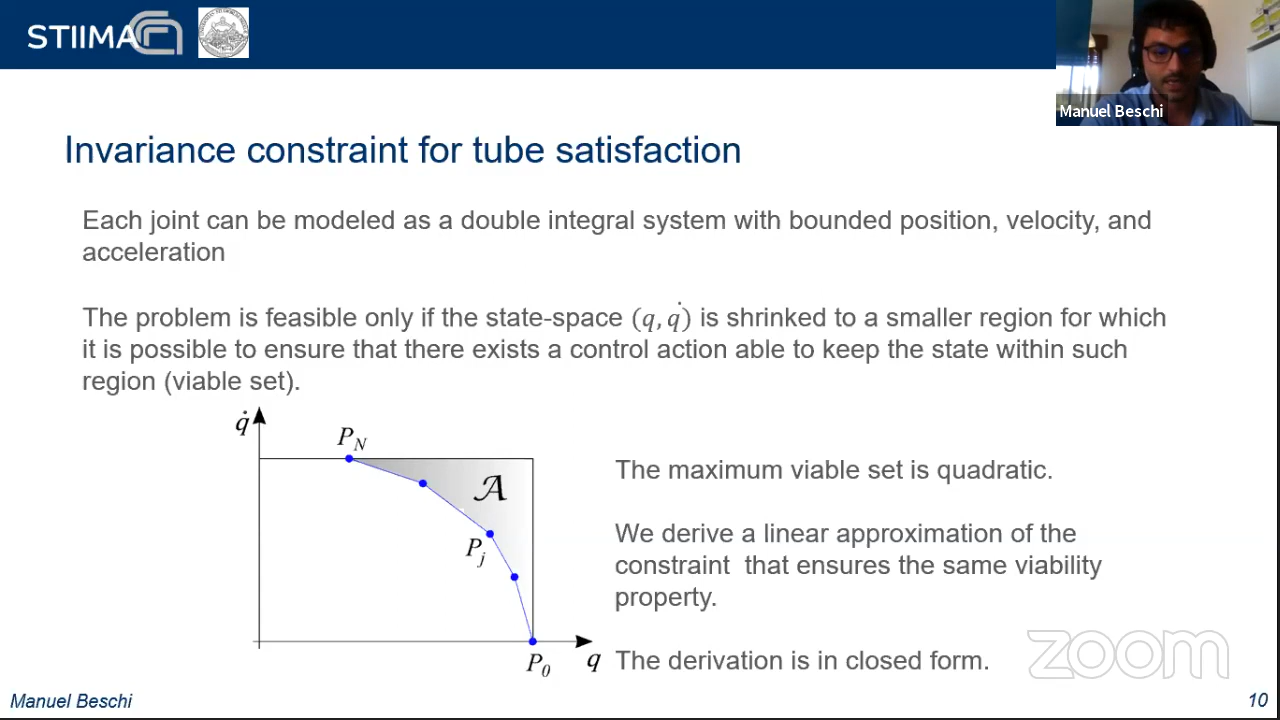 STIIMA
Manuel Beschi
Invariance constraint for tube satisfaction
Each joint can be modeled as a double integral system with bounded position, velocity, and
acceleration
The problem is feasible only if the state-space (q, q̇) is shrinked to a smaller region for which
it is possible to ensure that there exists a control action able to keep the state within such
region (viable set).
q̇
P_N
𝒜
P_j
P_0
q
The maximum viable set is quadratic.
We derive a linear approximation of the
constraint that ensures the same viability
property.
The derivation is in closed form.
zoom
Manuel Beschi
10